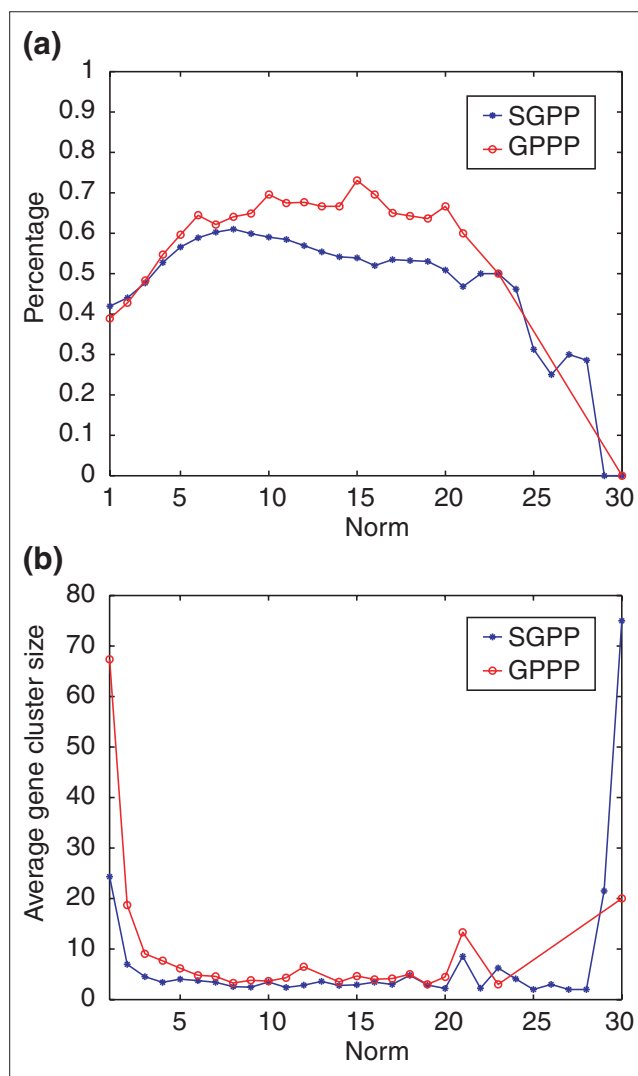 (a)
1
0.9
0.8
0.7
0.6
0.5
0.4
0.3
0.2
0.1
0
Percentage
SGPP
GPPP
1 5 10 15 20 25 30
Norm
(b)
80
70
60
50
40
30
20
10
0
Average gene cluster size
SGPP
GPPP
5 10 15 20 25 30
Norm